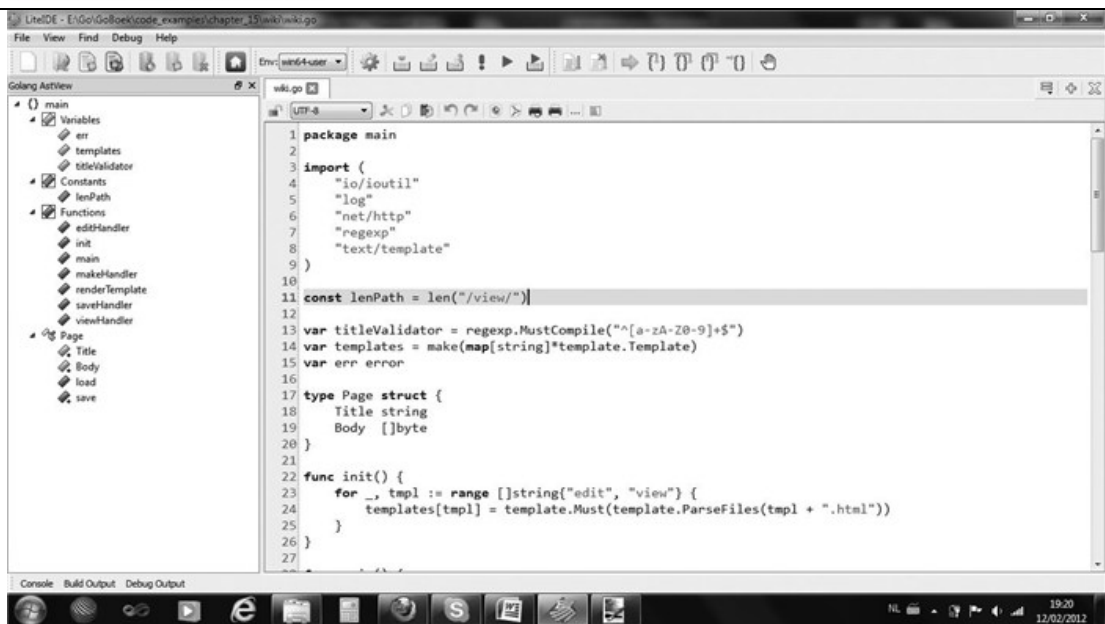 LiteIDE - E:\Go\GoBoek\code_examples\chapter_15\wiki\wiki.go
File View Find Debug Help
Env: win64-user
Golang AstView
wiki.go
UTF-8
{} main
Variables
err
templates
titleValidator
Constants
lenPath
Functions
editHandler
init
main
makeHandler
renderTemplate
saveHandler
viewHandler
Page
Title
Body
load
save
1 package main
2
3 import (
4 "io/ioutil"
5 "log"
6 "net/http"
7 "regexp"
8 "text/template"
9 )
10
11 const lenPath = len("/view/")
12
13 var titleValidator = regexp.MustCompile("^[a-zA-Z0-9]+$")
14 var templates = make(map[string]*template.Template)
15 var err error
16
17 type Page struct {
18 Title string
19 Body []byte
20 }
21
22 func init() {
23 for _, tmpl := range []string{"edit", "view"} {
24 templates[tmpl] = template.Must(template.ParseFiles(tmpl + ".html"))
25 }
26 }
27
Console Build Output Debug Output
NL
19:20
12/02/2012